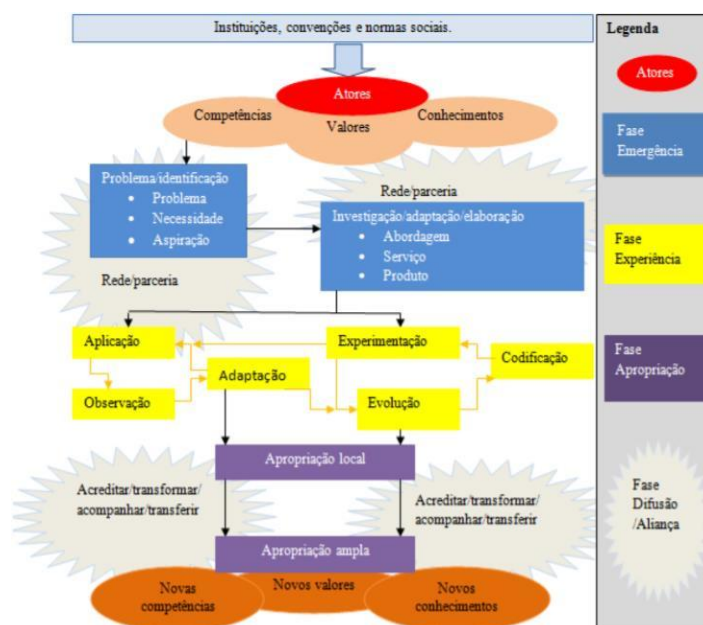 Instituições, convenções e normas sociais.
Atores
Competências
Valores
Conhecimentos
Problema/identificação
• Problema
• Necessidade
• Aspiração
Rede/parceria
Rede/parceria
Investigação/adaptação/elaboração
• Abordagem
• Serviço
• Produto
Aplicação
Experimentação
Codificação
Adaptação
Observação
Evolução
Apropriação local
Acreditar/transformar/
acompanhar/transferir
Acreditar/transformar/
acompanhar/transferir
Apropriação ampla
Novas
competências
Novos valores
Novos
conhecimentos
Legenda
Atores
Fase
Emergência
Fase
Experiência
Fase
Apropriação
Fase
Difusão
/Aliança